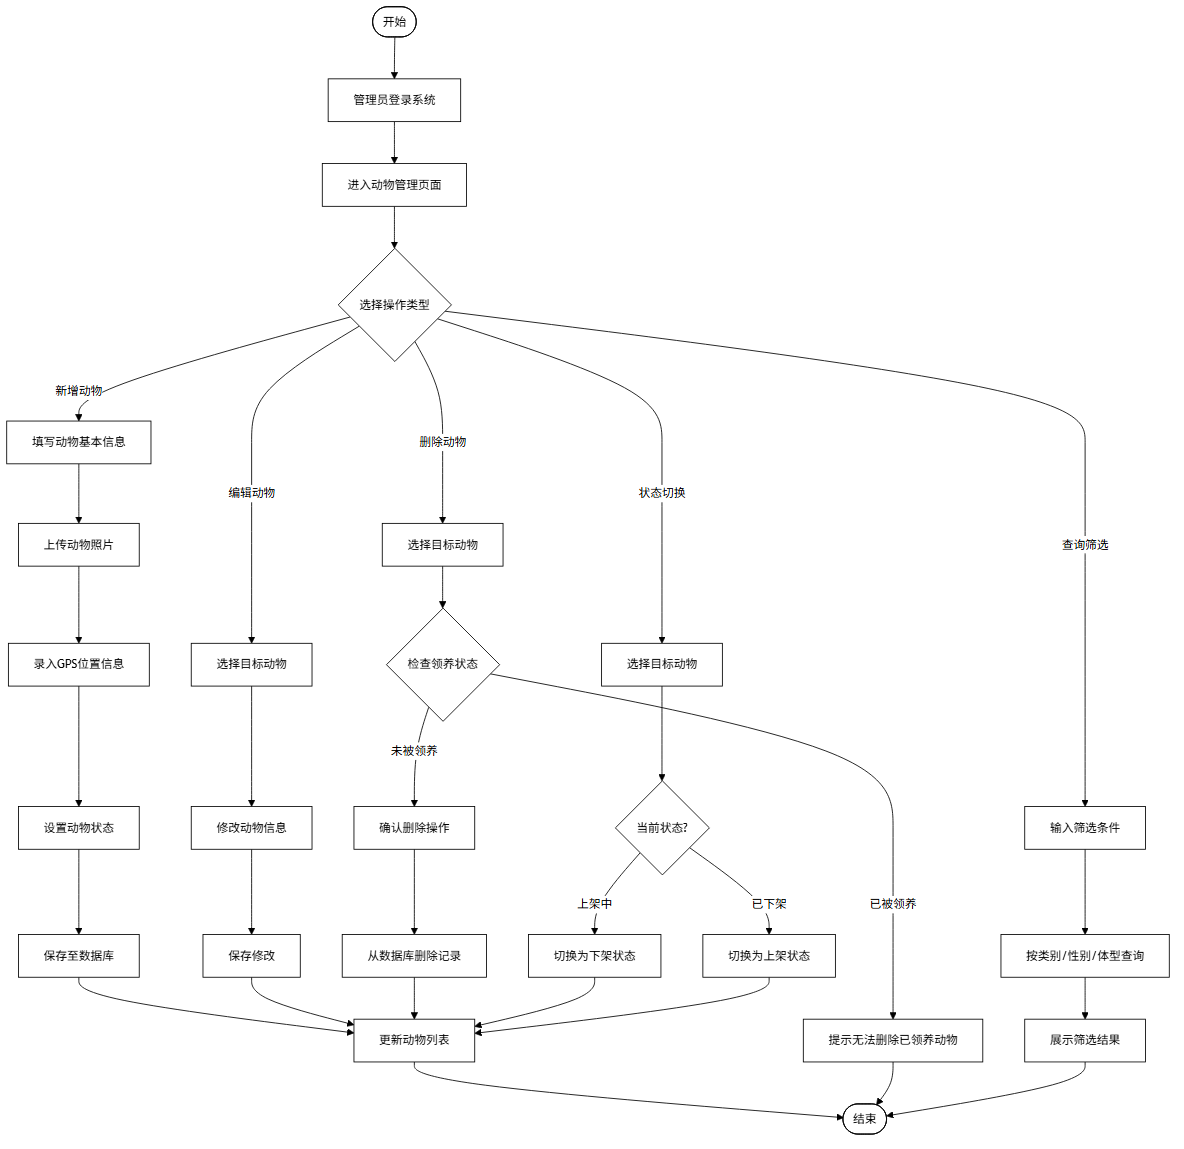 开始
管理员登录系统
进入动物管理页面
选择操作类型
新增动物
填写动物基本信息
删除动物
编辑动物
状态切换
上传动物照片
选择目标动物
查询筛选
录入GPS位置信息
选择目标动物
检查领养状态
选择目标动物
未被领养
设置动物状态
修改动物信息
确认删除操作
当前状态?
输入筛选条件
上架中
已下架
已被领养
保存至数据库
保存修改
从数据库删除记录
切换为下架状态
切换为上架状态
按类别/性别/体型查询
更新动物列表
提示无法删除已领养动物
展示筛选结果
结束